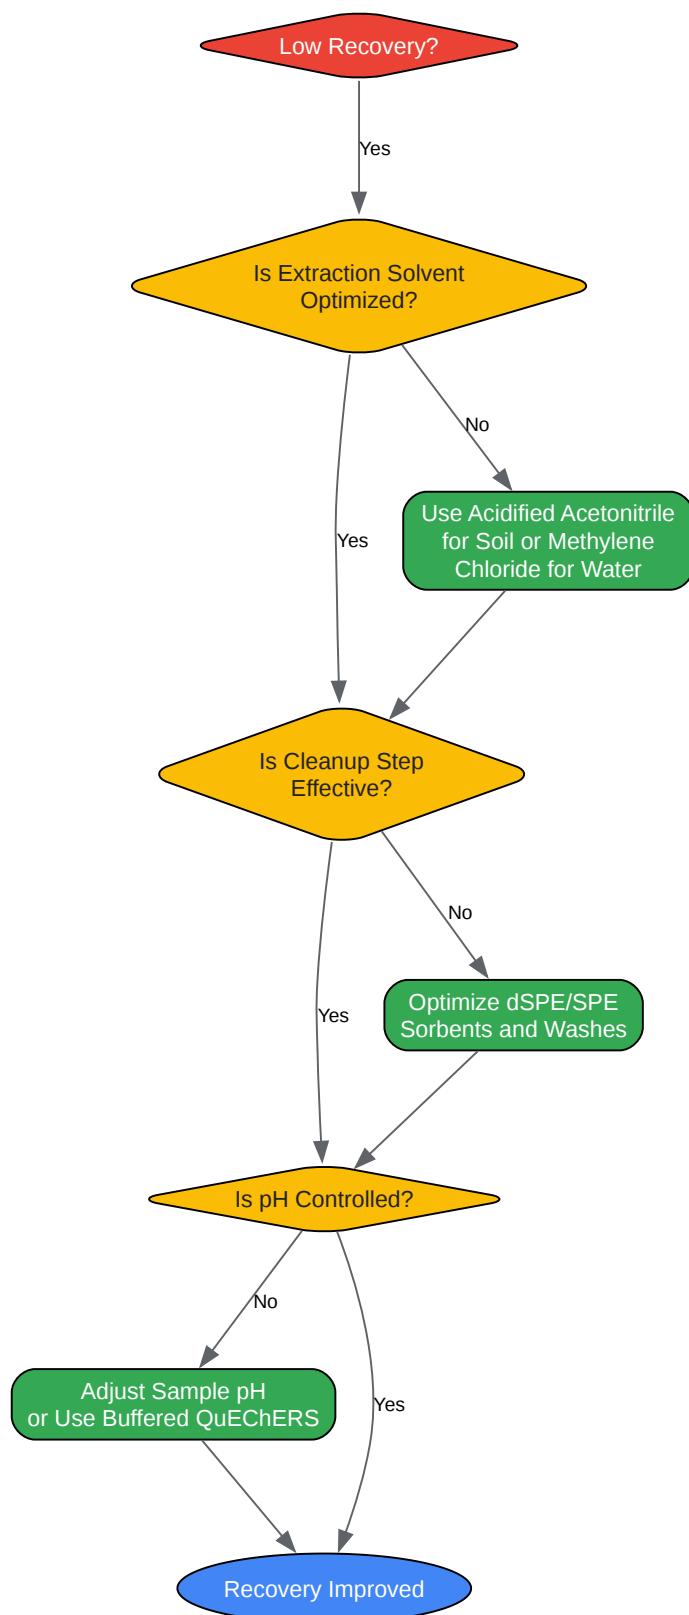 Low Recovery?
Yes
Is Extraction Solvent
Optimized?
No
Use Acidified Acetonitrile
for Soil or Methylene
Chloride for Water
Yes
Is Cleanup Step
Effective?
No
Optimize dSPE/SPE
Sorbents and Washes
Yes
Is pH Controlled?
No
Adjust Sample pH
or Use Buffered QuEChERS
Yes
Recovery Improved